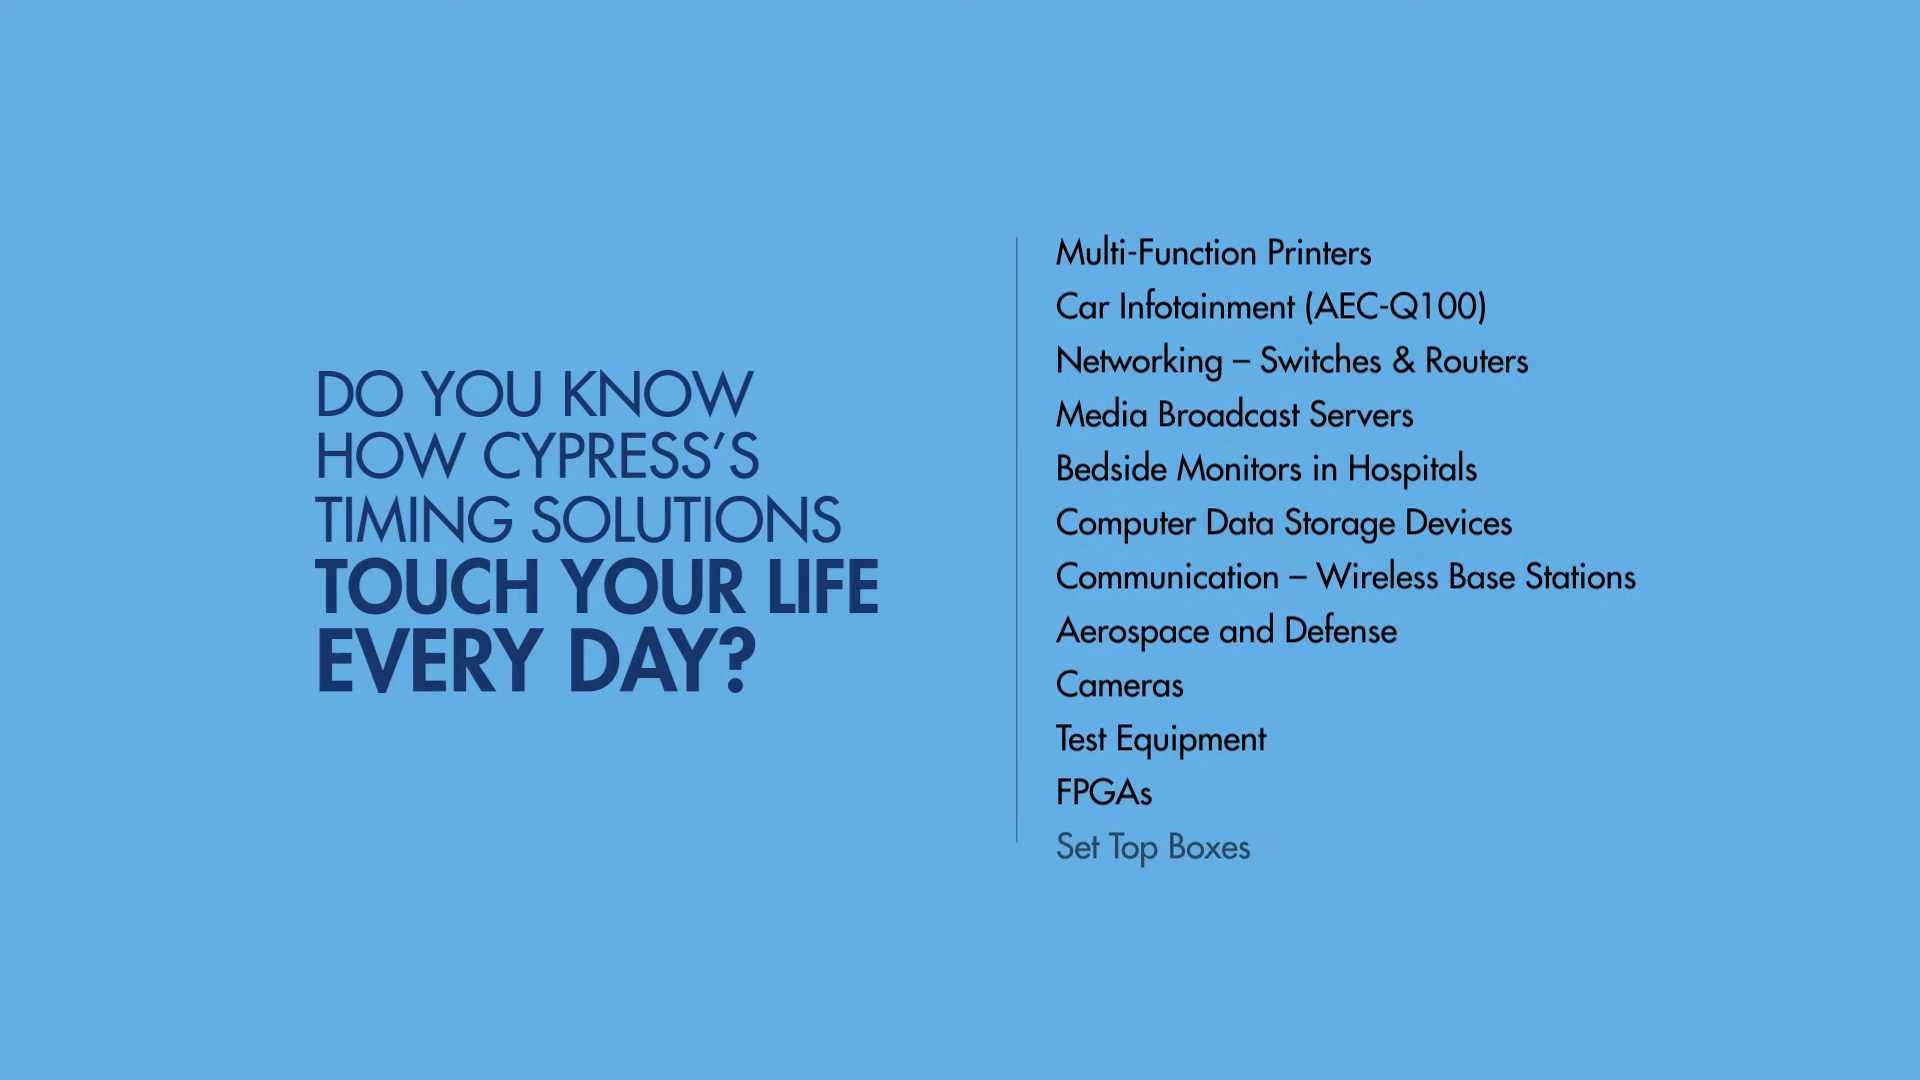 DO YOU KNOW
HOW CYPRESS’S
TIMING SOLUTIONS
TOUCH YOUR LIFE
EVERY DAY?
Multi-Function Printers
Car Infotainment (AEC-Q100)
Networking – Switches & Routers
Media Broadcast Servers
Bedside Monitors in Hospitals
Computer Data Storage Devices
Communication – Wireless Base Stations
Aerospace and Defense
Cameras
Test Equipment
FPGAs
Set Top Boxes